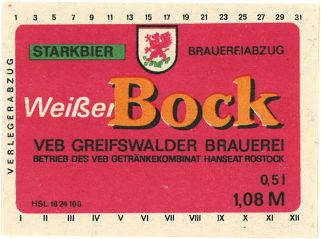 1 3 5 7 9 11 13 15 17 19 21 23 25 27 29 31
STARKBIER
BRAUEREIABZUG
VERLEGERABZUG
Weißer Bock
VEB GREIFSWALDER BRAUEREI
BETRIEB DES VEB GETRÄNKEKOMBINAT HANSEAT ROSTOCK
0,5 l
HSL 18 24 100
1,08 M
I II III IV V VI VII VIII IX X XI XII